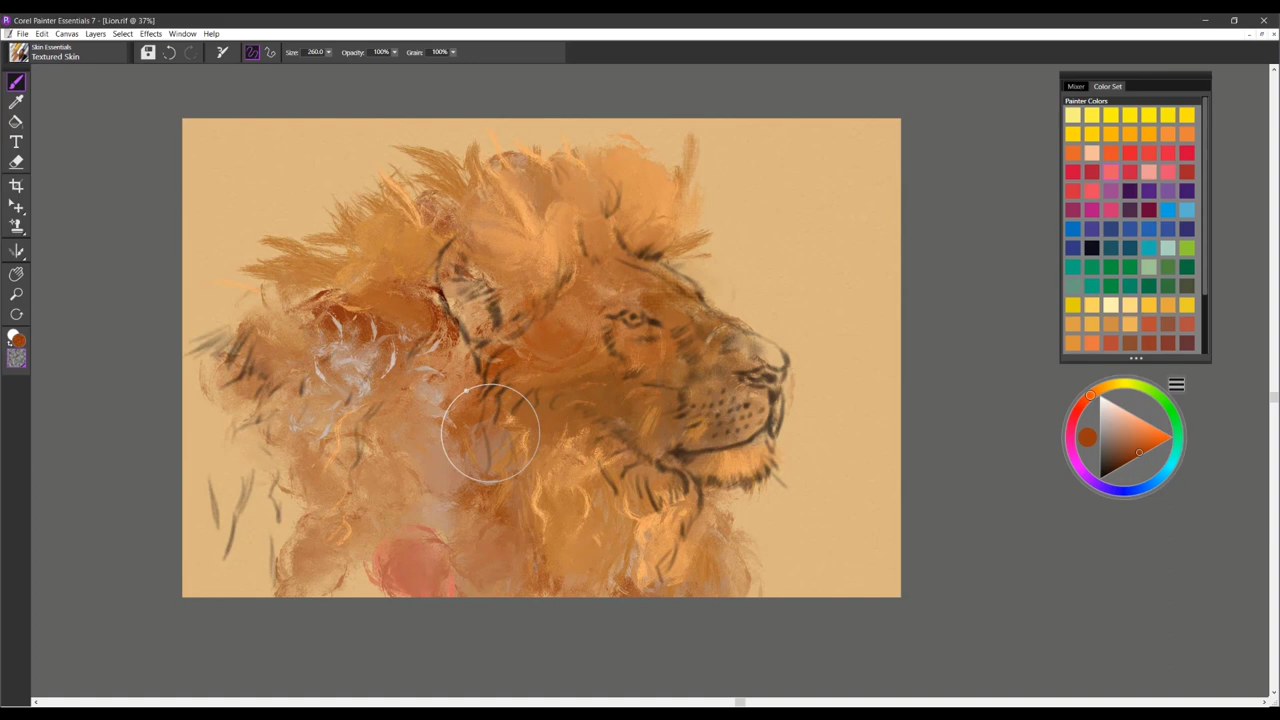 Corel Painter Essentials 7 - [Lion.rif @ 37%]
File Edit Canvas Layers Select Effects Window Help
Skin Essentials
Textured Skin
Size: 260.0 Opacity: 100% Grain: 100%
Mixer Color Set
Painter Colors